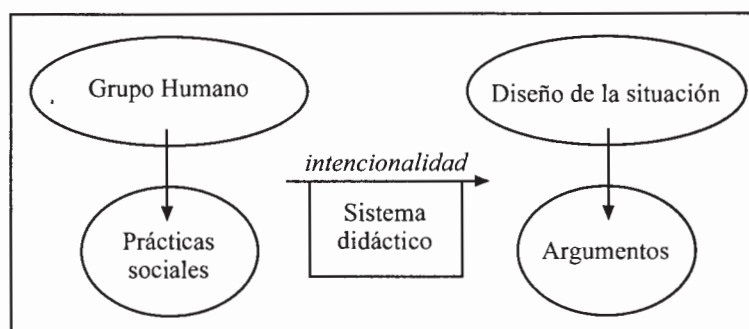 Grupo Humano
Diseño de la situación
intencionalidad
Sistema
didáctico
Prácticas
sociales
Argumentos